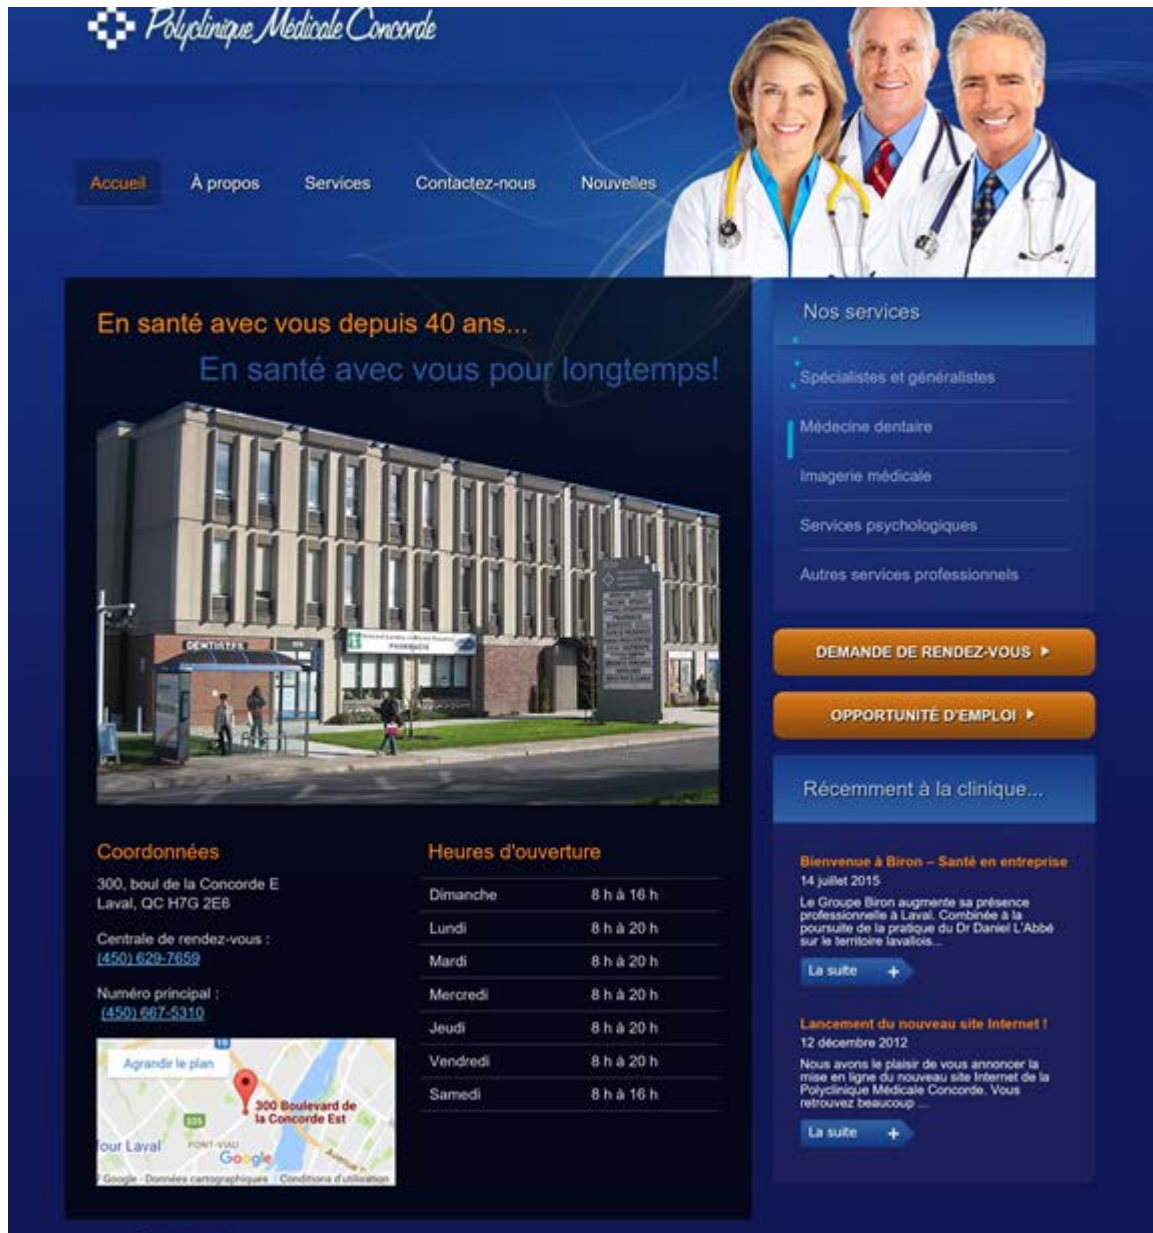 Polyclinique Médicale Concorde
Accueil
À propos
Services
Contactez-nous
Nouvelles
En santé avec vous depuis 40 ans...
En santé avec vous pour longtemps!
DENTISTES
PHARMACIE
Coordonnées
300, boul de la Concorde E
Laval, QC H7G 2E6
Centrale de rendez-vous :
(450) 629-7659
Numéro principal :
(450) 667-5310
Agrandir le plan
19
300 Boulevard de
la Concorde Est
335
PONT-VIAU
our Laval
Google
Google - Données cartographiques
Conditions d'utilisation
Heures d'ouverture
Dimanche 8 h à 16 h
Lundi 8 h à 20 h
Mardi 8 h à 20 h
Mercredi 8 h à 20 h
Jeudi 8 h à 20 h
Vendredi 8 h à 20 h
Samedi 8 h à 16 h
Nos services
Spécialistes et généralistes
Médecine dentaire
Imagerie médicale
Services psychologiques
Autres services professionnels
DEMANDE DE RENDEZ-VOUS
OPPORTUNITÉ D'EMPLOI
Récemment à la clinique...
Bienvenue à Biron – Santé en entreprise
14 juillet 2015
Le Groupe Biron augmente sa présence
professionnelle à Laval. Combinée à la
poursuite de la pratique du Dr Daniel L'Abbé
sur le territoire lavallois...
La suite +
Lancement du nouveau site Internet !
12 décembre 2012
Nous avons le plaisir de vous annoncer la
mise en ligne du nouveau site Internet de la
Polyclinique Médicale Concorde. Vous
retrouvez beaucoup ...
La suite +